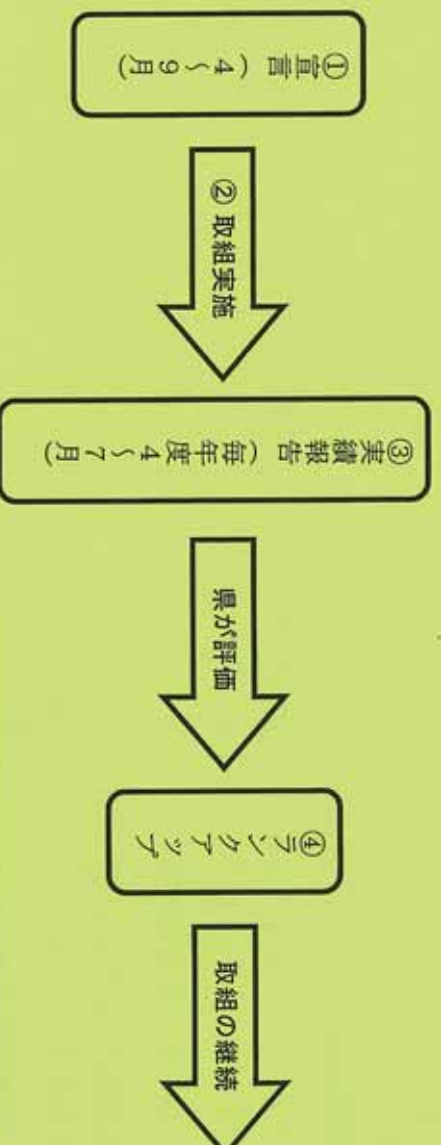 ①宣言（4～9月）
② 取組実施
③実績報告（毎年度4～7月）
県が評価
④ランクアップ
取組の継続